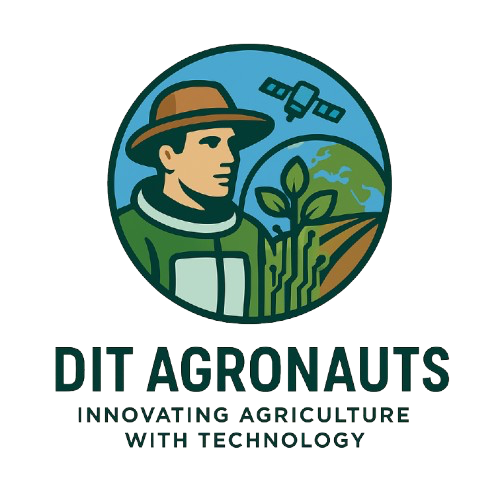 DIT AGRONAUTS
INNOVATING AGRICULTURE
WITH TECHNOLOGY